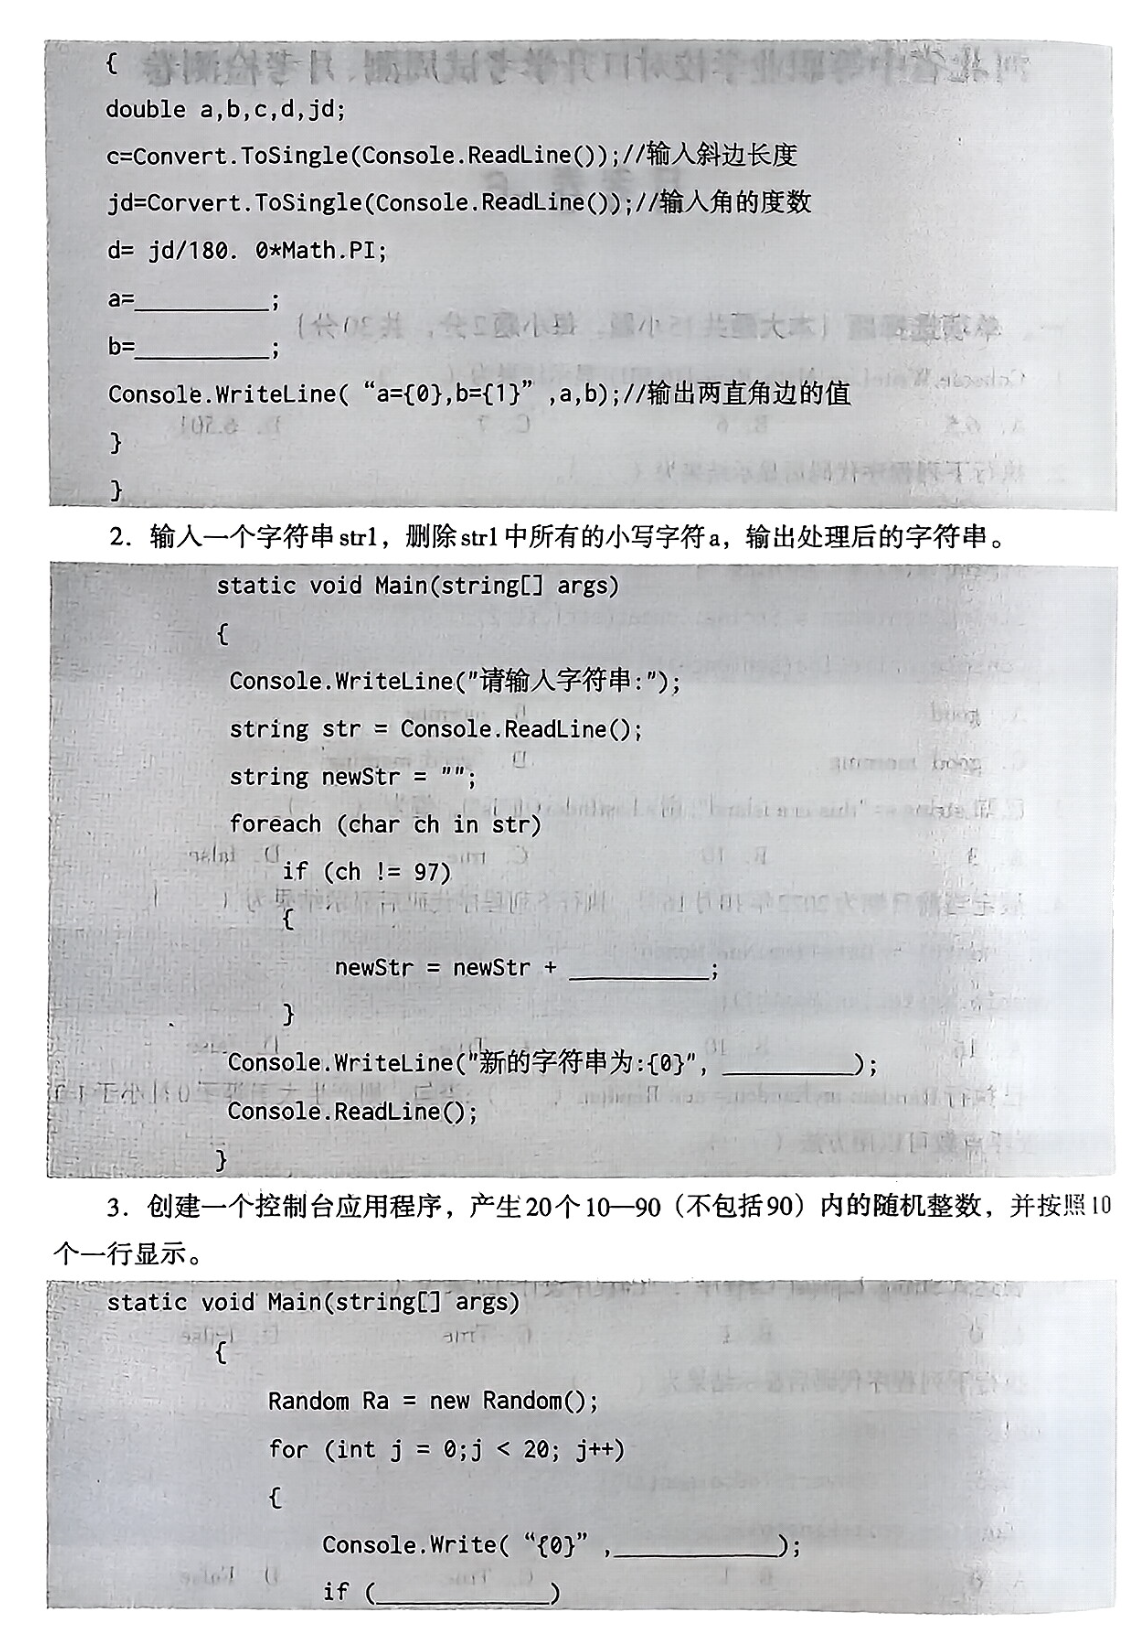 {
double a,b,c,d,jd;
c=Convert.ToSingle(Console.ReadLine());//输入斜边长度
jd=Corvert.ToSingle(Console.ReadLine());//输入角的度数
d= jd/180. 0*Math.PI;
a=__________;
b=__________;
Console.WriteLine( “a={0},b={1}” ,a,b);//输出两直角边的值
}
}
2. 输入一个字符串str1，删除str1中所有的小写字符a，输出处理后的字符串。
static void Main(string[] args)
{
Console.WriteLine("请输入字符串:");
string str = Console.ReadLine();
string newStr = "";
foreach (char ch in str)
if (ch != 97)
{
newStr = newStr + __________;
}
Console.WriteLine("新的字符串为:{0}", __________);
Console.ReadLine();
}
3. 创建一个控制台应用程序，产生20个10—90（不包括90）内的随机整数，并按照10
个一行显示。
static void Main(string[] args)
{
Random Ra = new Random();
for (int j = 0;j < 20; j++)
{
Console.Write( “{0}” ,____________);
if (_____________)